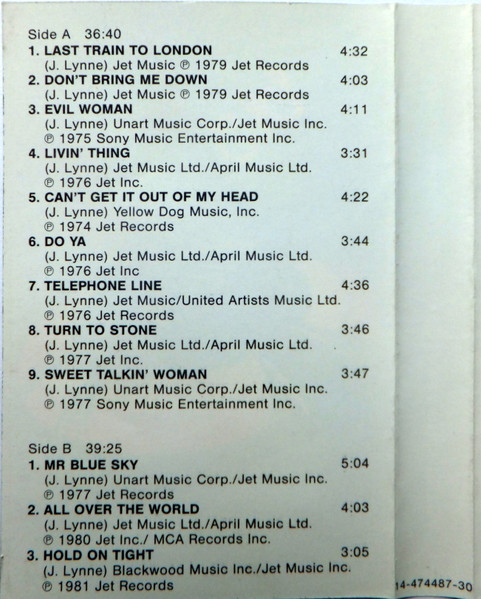 Side A 36:40
1. LAST TRAIN TO LONDON 4:32
(J. Lynne) Jet Music ℗ 1979 Jet Records
2. DON'T BRING ME DOWN 4:03
(J. Lynne) Jet Music ℗ 1979 Jet Records
3. EVIL WOMAN 4:11
(J. Lynne) Unart Music Corp./Jet Music Inc.
℗ 1975 Sony Music Entertainment Inc.
4. LIVIN' THING 3:31
(J. Lynne) Jet Music Ltd./April Music Ltd.
℗ 1976 Jet Inc.
5. CAN'T GET IT OUT OF MY HEAD 4:22
(J. Lynne) Yellow Dog Music, Inc.
℗ 1974 Jet Records
6. DO YA 3:44
(J. Lynne) Jet Music Ltd./April Music Ltd.
℗ 1976 Jet Inc
7. TELEPHONE LINE 4:36
(J. Lynne) Jet Music/United Artists Music Ltd.
℗ 1976 Jet Records
8. TURN TO STONE 3:46
(J. Lynne) Jet Music Ltd./April Music Ltd.
℗ 1977 Jet Inc.
9. SWEET TALKIN' WOMAN 3:47
(J. Lynne) Unart Music Corp./Jet Music Inc.
℗ 1977 Sony Music Entertainment Inc.
Side B 39:25
1. MR BLUE SKY 5:04
(J. Lynne) Unart Music Corp./Jet Music Inc.
℗ 1977 Jet Records
2. ALL OVER THE WORLD 4:03
(J. Lynne) Jet Music Ltd./April Music Ltd.
℗ 1980 Jet Inc./ MCA Records Inc.
3. HOLD ON TIGHT 3:05
(J. Lynne) Blackwood Music Inc./Jet Music Inc.
℗ 1981 Jet Records
14-474487-30